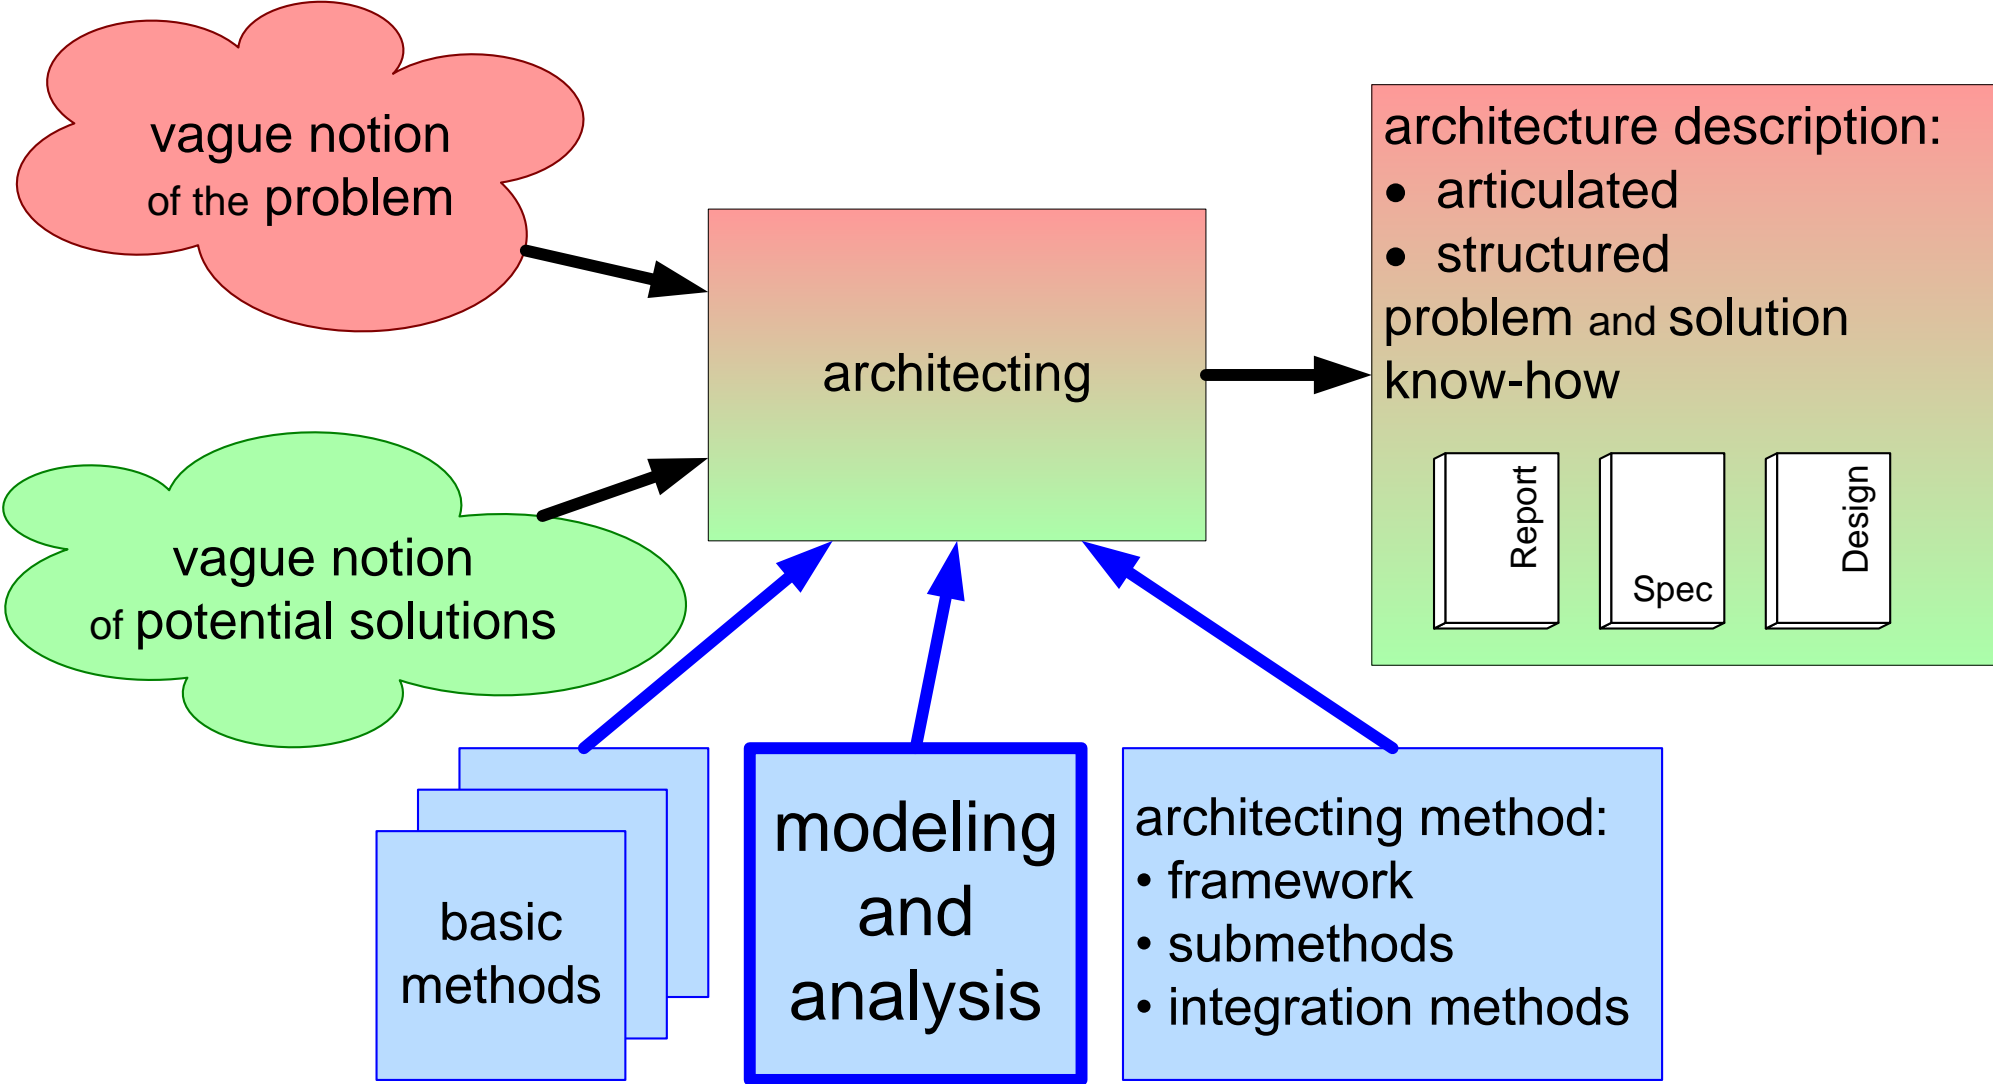 vague notion
of the problem
vague notion
of potential solutions
architecting
architecture description:
• articulated
• structured
problem and solution
know-how
Report
Spec
Design
basic
methods
modeling
and
analysis
architecting method:
• framework
• submethods
• integration methods